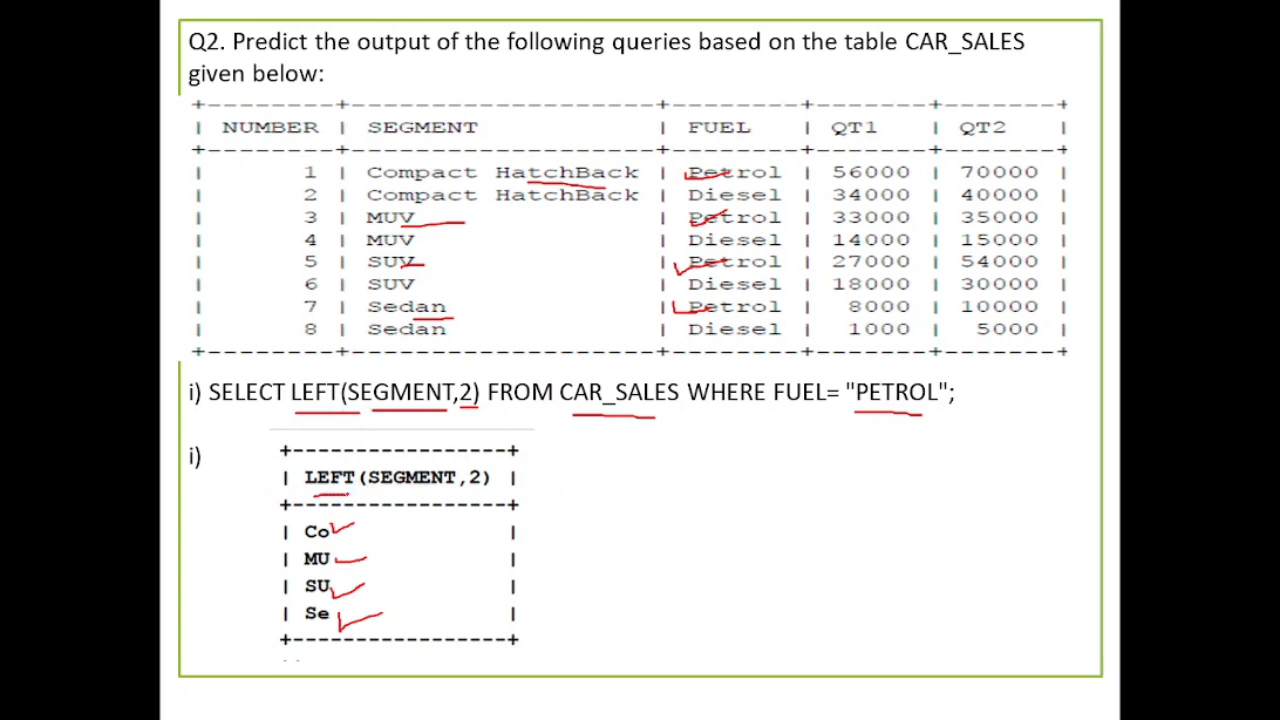 Q2. Predict the output of the following queries based on the table CAR_SALES
given below:
+--------+-------------------+--------+-------+-------+
| NUMBER | SEGMENT | FUEL | QT1 | QT2 |
+--------+-------------------+--------+-------+-------+
| 1 | Compact HatchBack | Petrol | 56000 | 70000 |
| 2 | Compact HatchBack | Diesel | 34000 | 40000 |
| 3 | MUV | Petrol | 33000 | 35000 |
| 4 | MUV | Diesel | 14000 | 15000 |
| 5 | SUV | Petrol | 27000 | 54000 |
| 6 | SUV | Diesel | 18000 | 30000 |
| 7 | Sedan | Petrol | 8000 | 10000 |
| 8 | Sedan | Diesel | 1000 | 5000 |
+--------+-------------------+--------+-------+-------+
i) SELECT LEFT(SEGMENT,2) FROM CAR_SALES WHERE FUEL= "PETROL";
i)
+-----------------+
| LEFT(SEGMENT,2) |
+-----------------+
| Co |
| MU |
| SU |
| Se |
+-----------------+